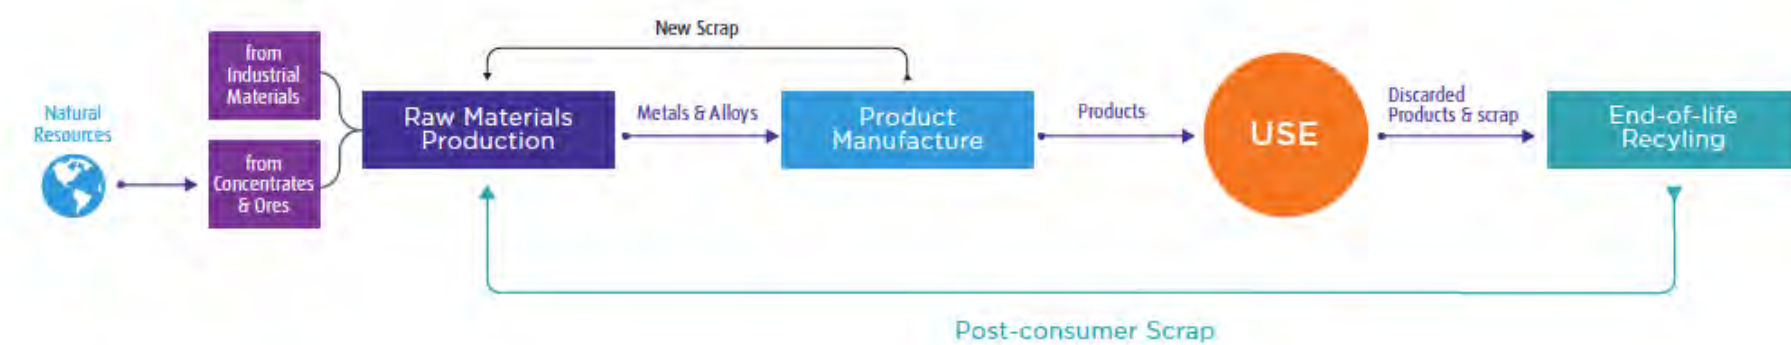 New Scrap
from
Industrial
Materials
Natural
Resources
from
Concentrates
& Ores
Raw Materials
Production
Metals & Alloys
Product
Manufacture
Products
USE
Discarded
Products & scrap
End-of-life
Recyling
Post-consumer Scrap